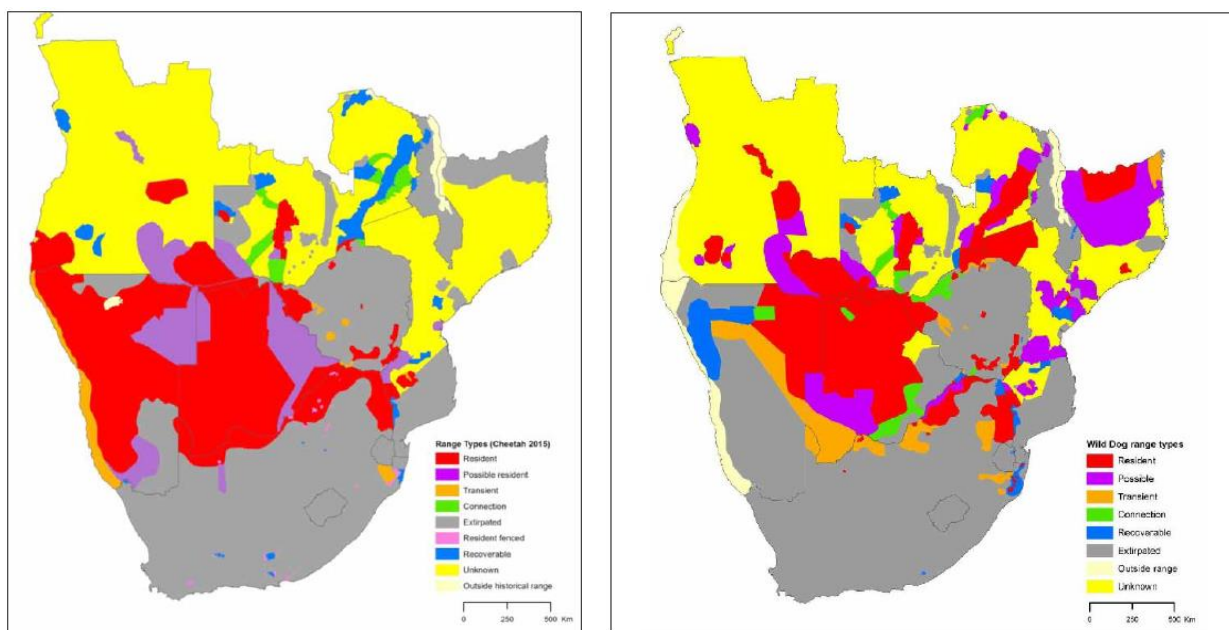 Range Types (Cheetah 2015)
Resident
Possible resident
Transient
Connection
Extirpated
Resident fenced
Recoverable
Unknown
Outside historical range
0 250 500 Km
Wild Dog range types
Resident
Possible
Transient
Connection
Recoverable
Extirpated
Outside range
Unknown
0 250 500 Km